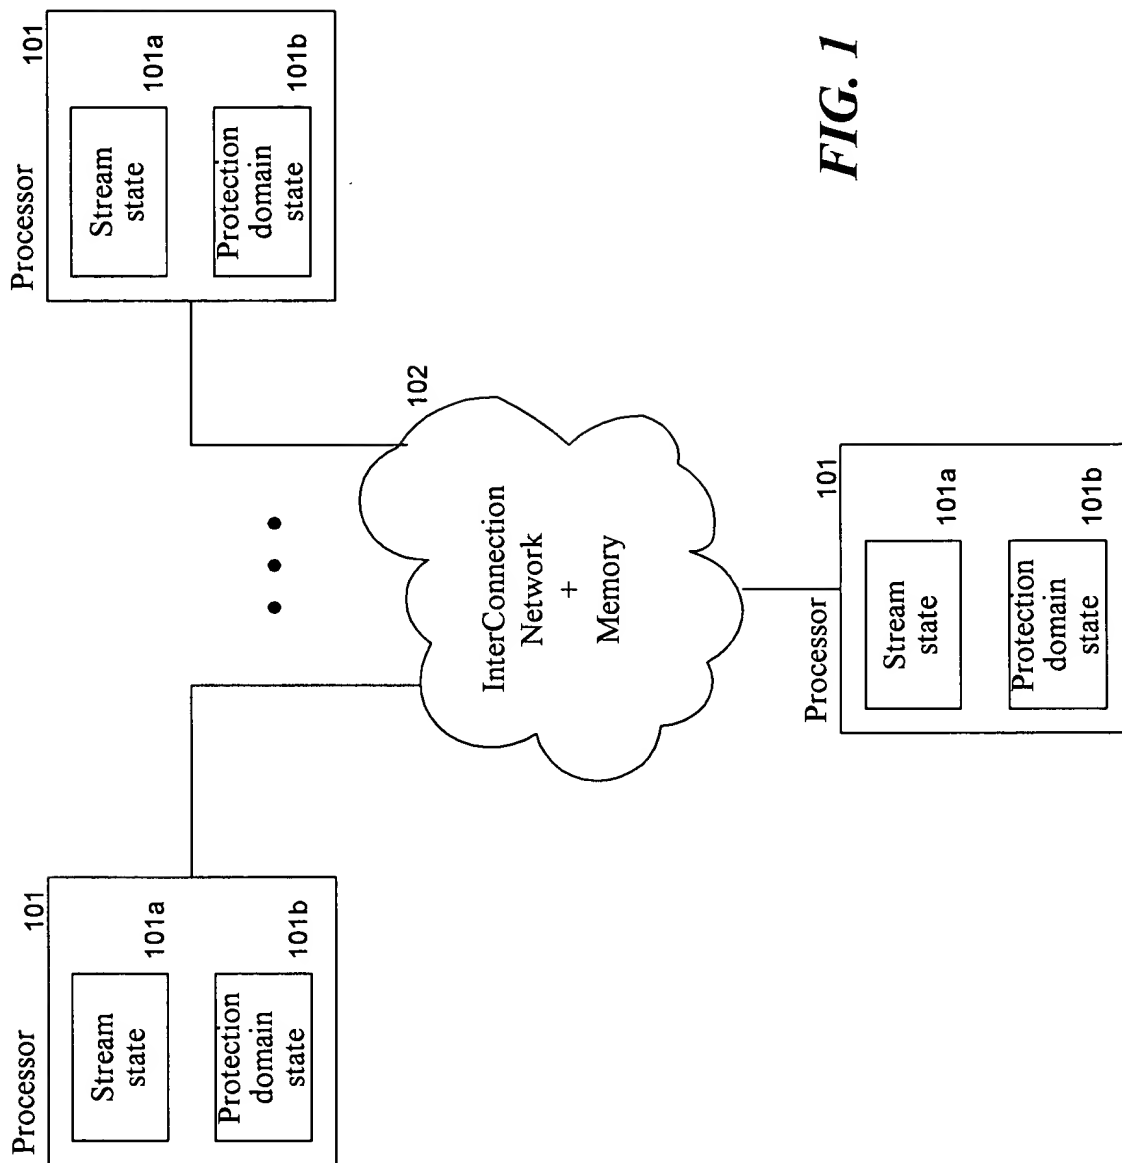 Processor
101
Stream
state
101a
Protection
domain
state
101b
Processor
101
Stream
state
101a
Protection
domain
state
101b
102
InterConnection
Network
+
Memory
Processor
101
Stream
state
101a
Protection
domain
state
101b
FIG. 1